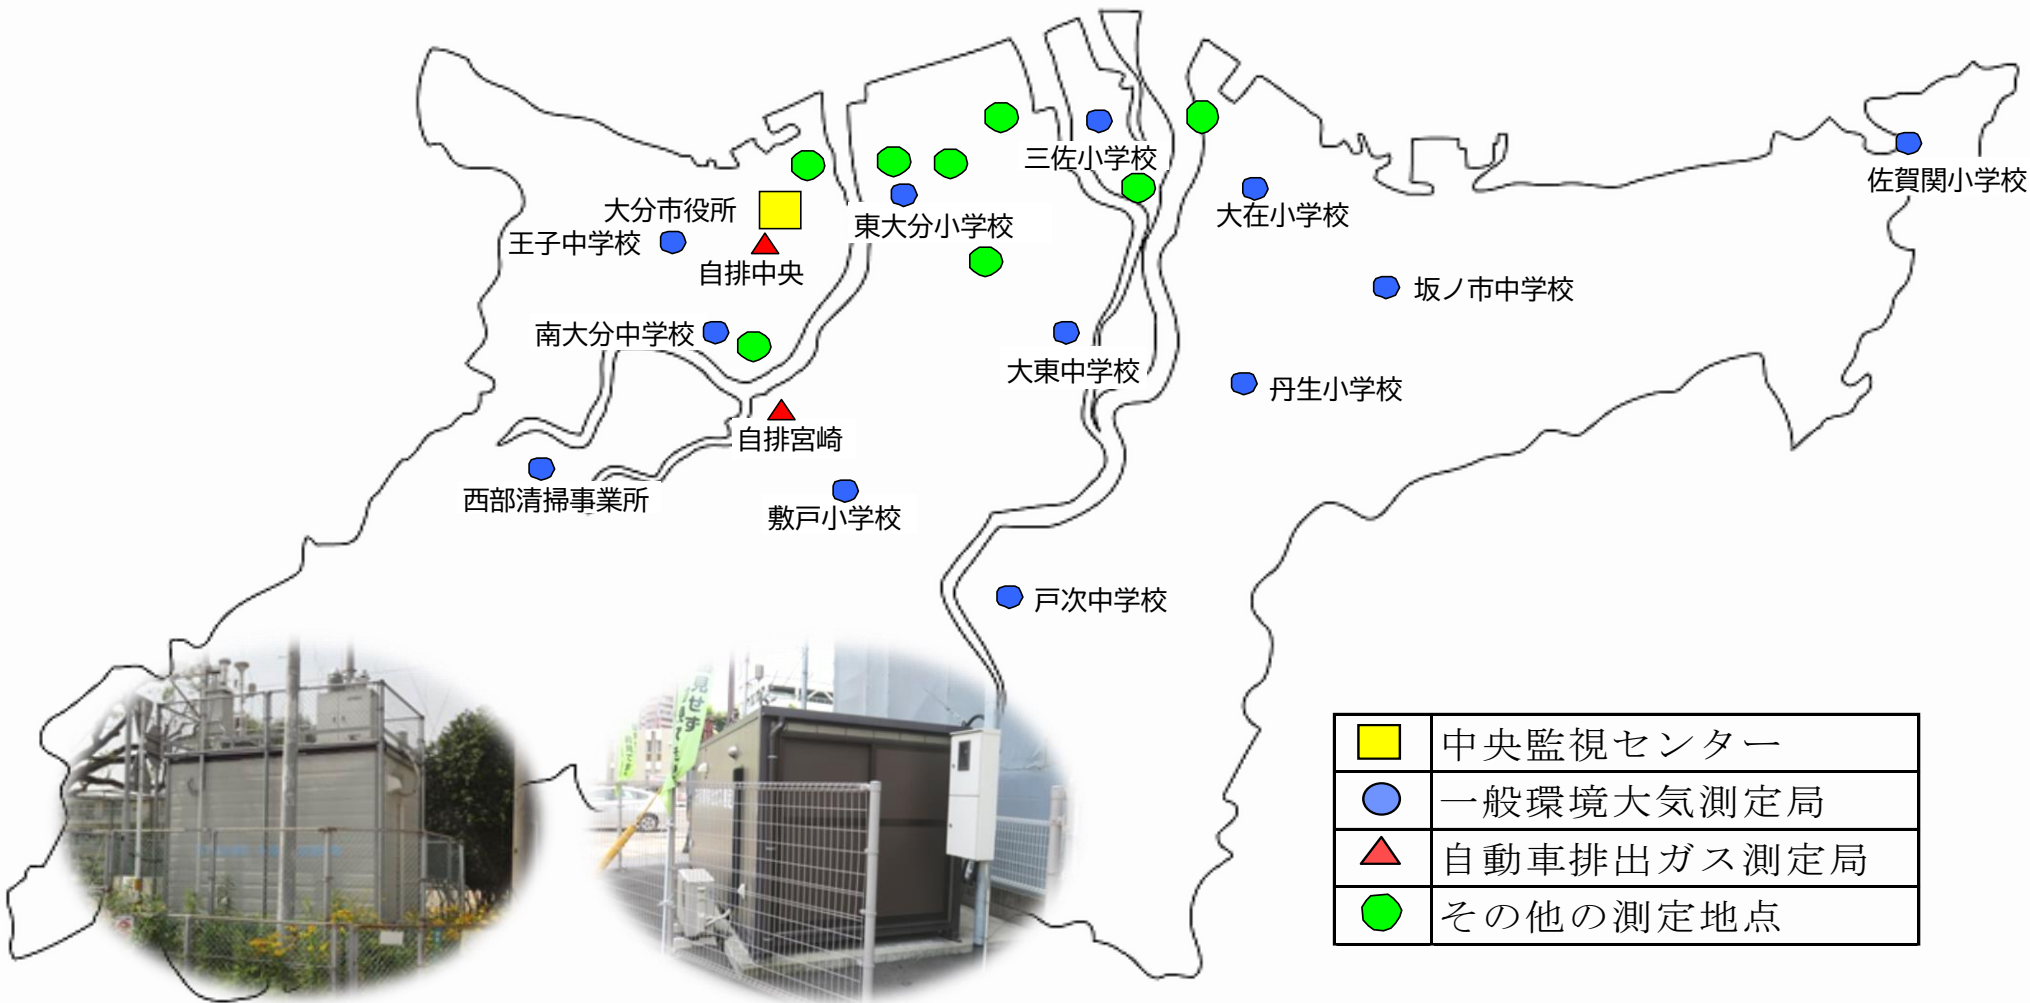 三佐小学校
佐賀関小学校
大分市役所
東大分小学校
大在小学校
王子中学校
自排中央
坂ノ市中学校
南大分中学校
大東中学校
丹生小学校
自排宮崎
西部清掃事業所
敷戸小学校
戸次中学校
見せず
中央監視センター
一般環境大気測定局
自動車排出ガス測定局
その他の測定地点